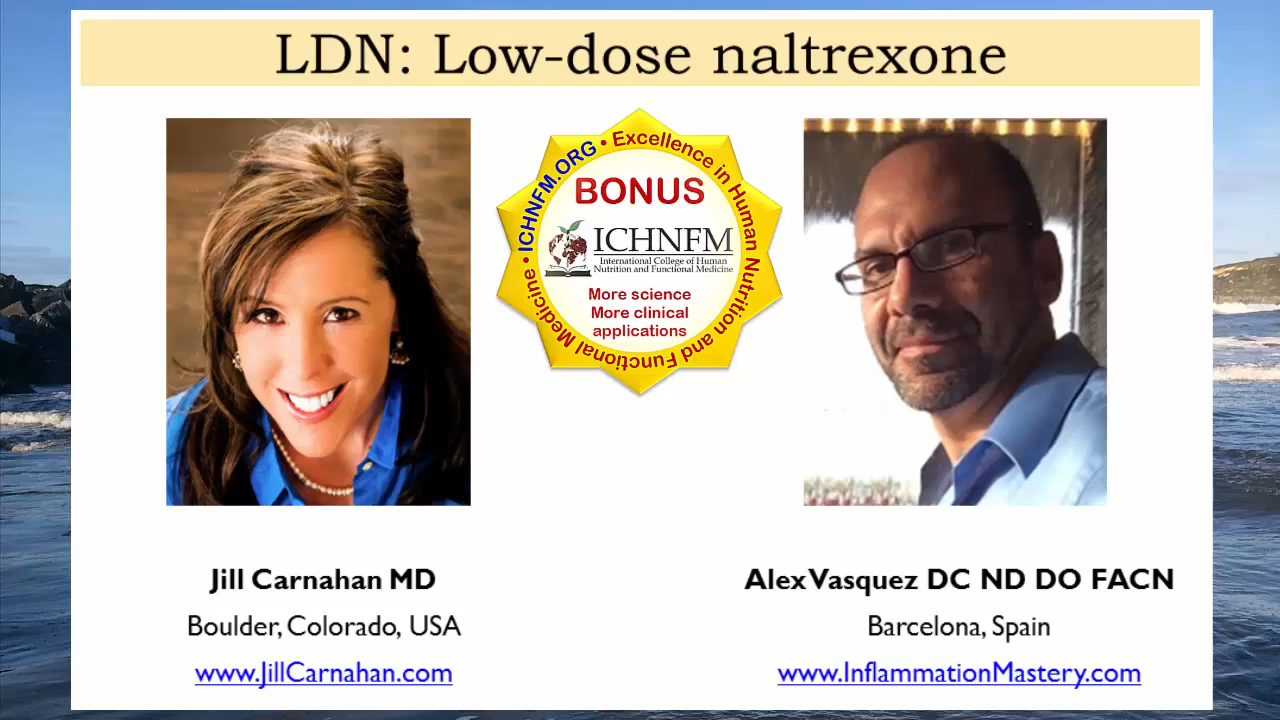 LDN: Low-dose naltrexone
ICHNFM.ORG • Excellence in Human Nutrition and Functional Medicine •
BONUS
ICHNFM
International College of Human
Nutrition and Functional Medicine
More science
More clinical
applications
Jill Carnahan MD
Boulder, Colorado, USA
www.JillCarnahan.com
Alex Vasquez DC ND DO FACN
Barcelona, Spain
www.InflammationMastery.com